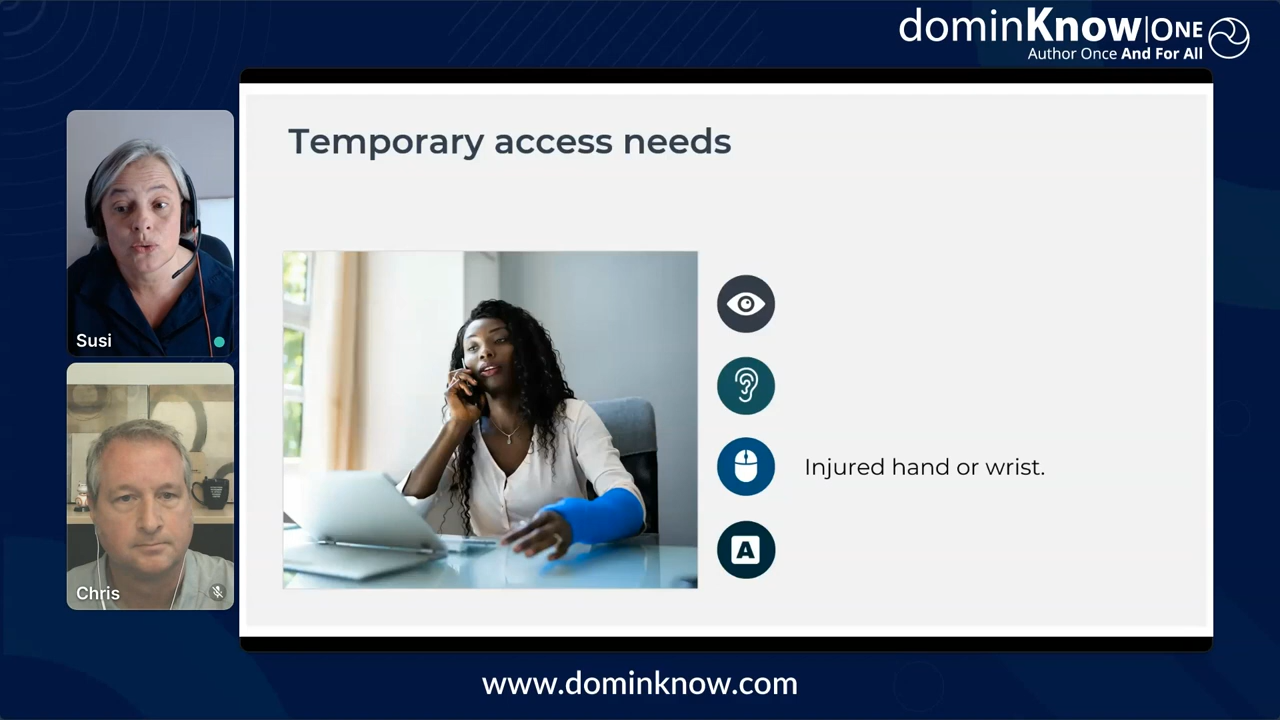 dominKnow|ONE
Author Once And For All
Temporary access needs
Susi
Injured hand or wrist.
A
Chris
www.dominknow.com